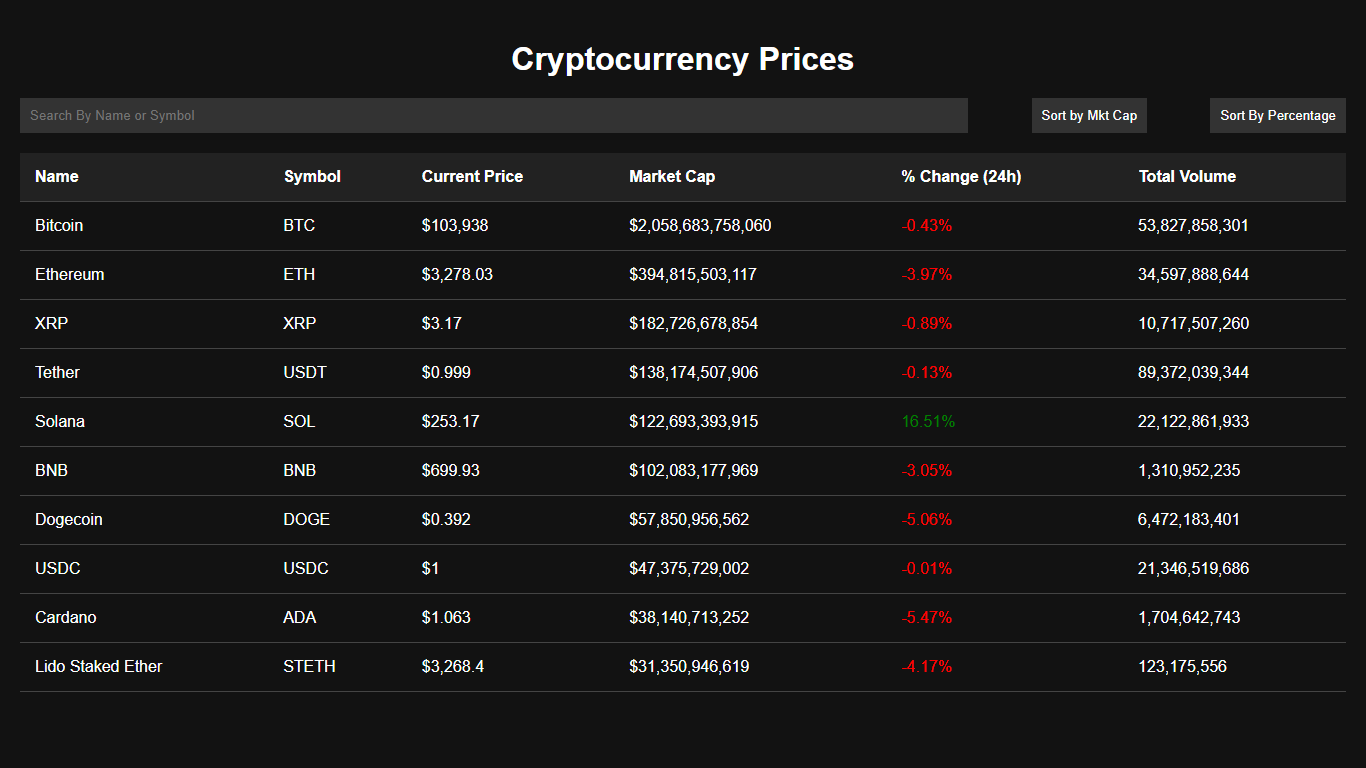 Cryptocurrency Prices
Search By Name or Symbol Sort by Mkt Cap Sort By Percentage
Name Symbol Current Price Market Cap % Change (24h) Total Volume
Bitcoin BTC $103,938 $2,058,683,758,060 -0.43% 53,827,858,301
Ethereum ETH $3,278.03 $394,815,503,117 -3.97% 34,597,888,644
XRP XRP $3.17 $182,726,678,854 -0.89% 10,717,507,260
Tether USDT $0.999 $138,174,507,906 -0.13% 89,372,039,344
Solana SOL $253.17 $122,693,393,915 16.51% 22,122,861,933
BNB BNB $699.93 $102,083,177,969 -3.05% 1,310,952,235
Dogecoin DOGE $0.392 $57,850,956,562 -5.06% 6,472,183,401
USDC USDC $1 $47,375,729,002 -0.01% 21,346,519,686
Cardano ADA $1.063 $38,140,713,252 -5.47% 1,704,642,743
Lido Staked Ether STETH $3,268.4 $31,350,946,619 -4.17% 123,175,556